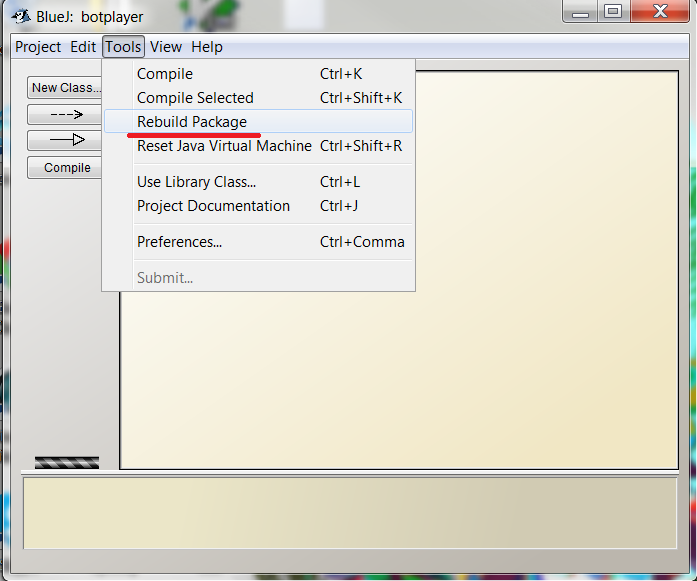 BlueJ: botplayer
Project Edit Tools View Help
New Class...
Compile
Compile Ctrl+K
Compile Selected Ctrl+Shift+K
Rebuild Package
Reset Java Virtual Machine Ctrl+Shift+R
Use Library Class... Ctrl+L
Project Documentation Ctrl+J
Preferences... Ctrl+Comma
Submit...